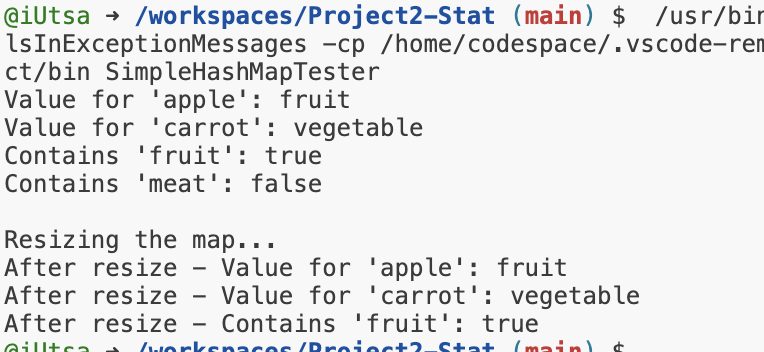 @iUtsa → /workspaces/Project2-Stat (main) $  /usr/bin
lsInExceptionMessages -cp /home/codespace/.vscode-rem
ct/bin SimpleHashMapTester
Value for 'apple': fruit
Value for 'carrot': vegetable
Contains 'fruit': true
Contains 'meat': false

Resizing the map...
After resize - Value for 'apple': fruit
After resize - Value for 'carrot': vegetable
After resize - Contains 'fruit': true
@iUtsa → /workspaces/Project2-Stat (main) $